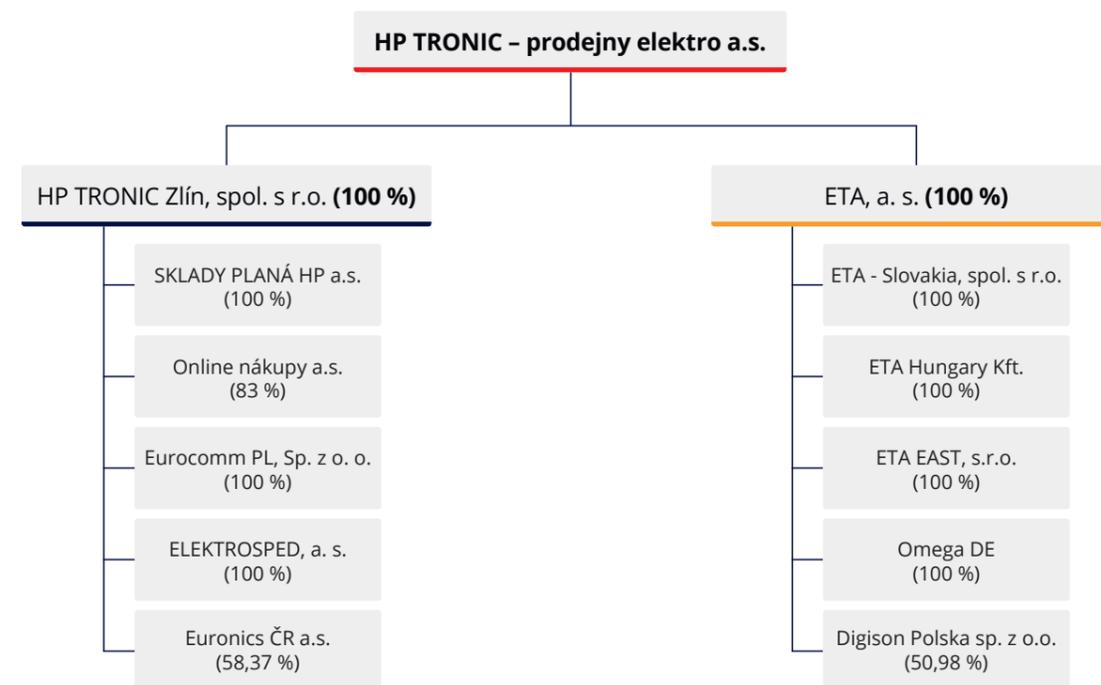 HP TRONIC – prodejny elektro a.s.
HP TRONIC Zlín, spol. s r.o. (100 %)
SKLADY PLANÁ HP a.s.
(100 %)
Online nákupy a.s.
(83 %)
Eurocomm PL, Sp. z o. o.
(100 %)
ELEKTROSPED, a. s.
(100 %)
Euronics ČR a.s.
(58,37 %)
ETA, a. s. (100 %)
ETA - Slovakia, spol. s r.o.
(100 %)
ETA Hungary Kft.
(100 %)
ETA EAST, s.r.o.
(100 %)
Omega DE
(100 %)
Digison Polska sp. z o.o.
(50,98 %)